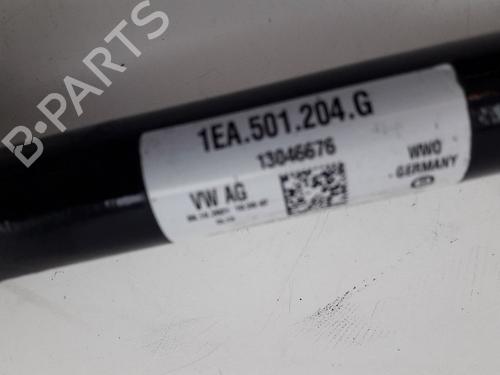 B-PARTS
1EA.501.204.G
13046676
VW AG
WWO
GERMANY